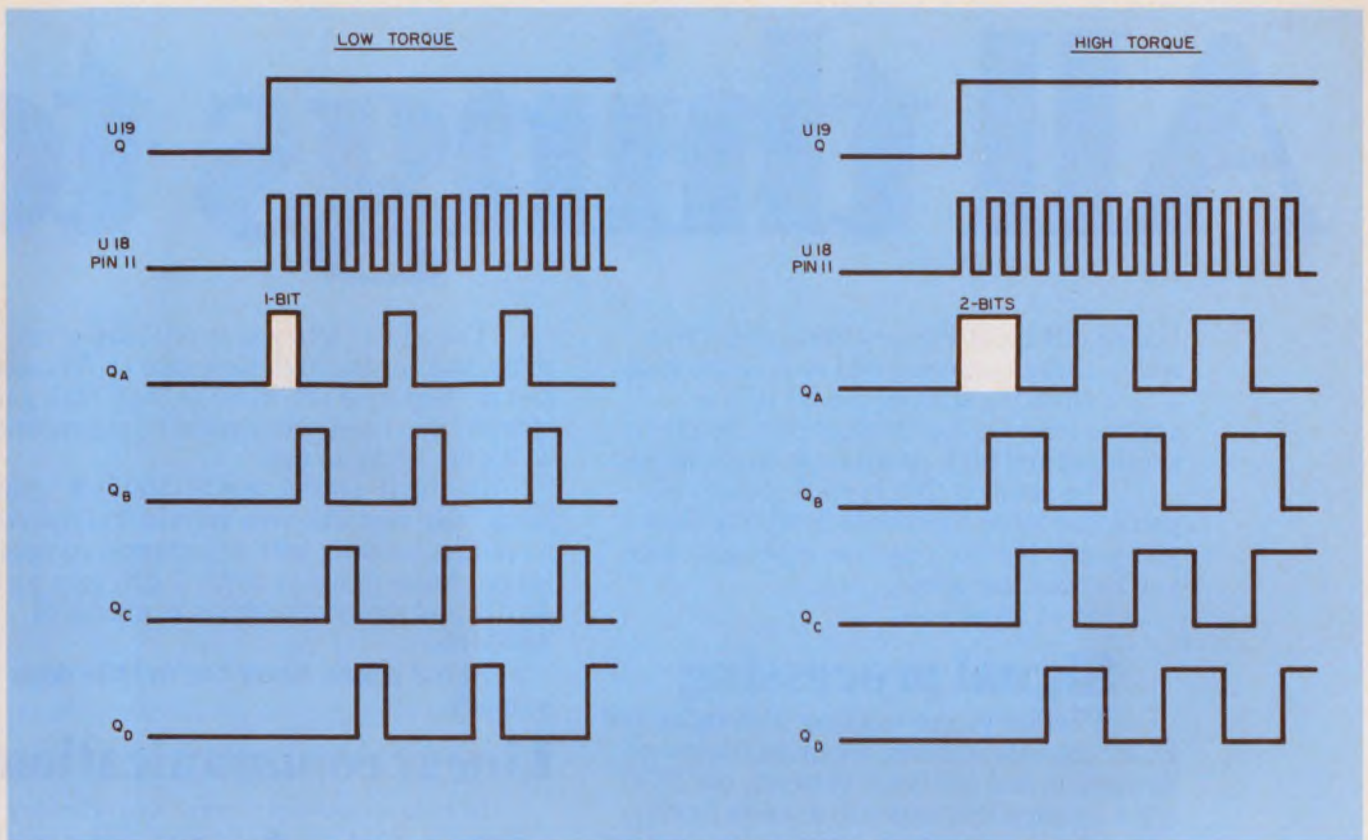 LOW TORQUE
U19
Q
U18
PIN 11
1-BIT
QA
QB
QC
QD
HIGH TORQUE
U19
Q
U18
PIN 11
2-BITS
QA
QB
QC
QD